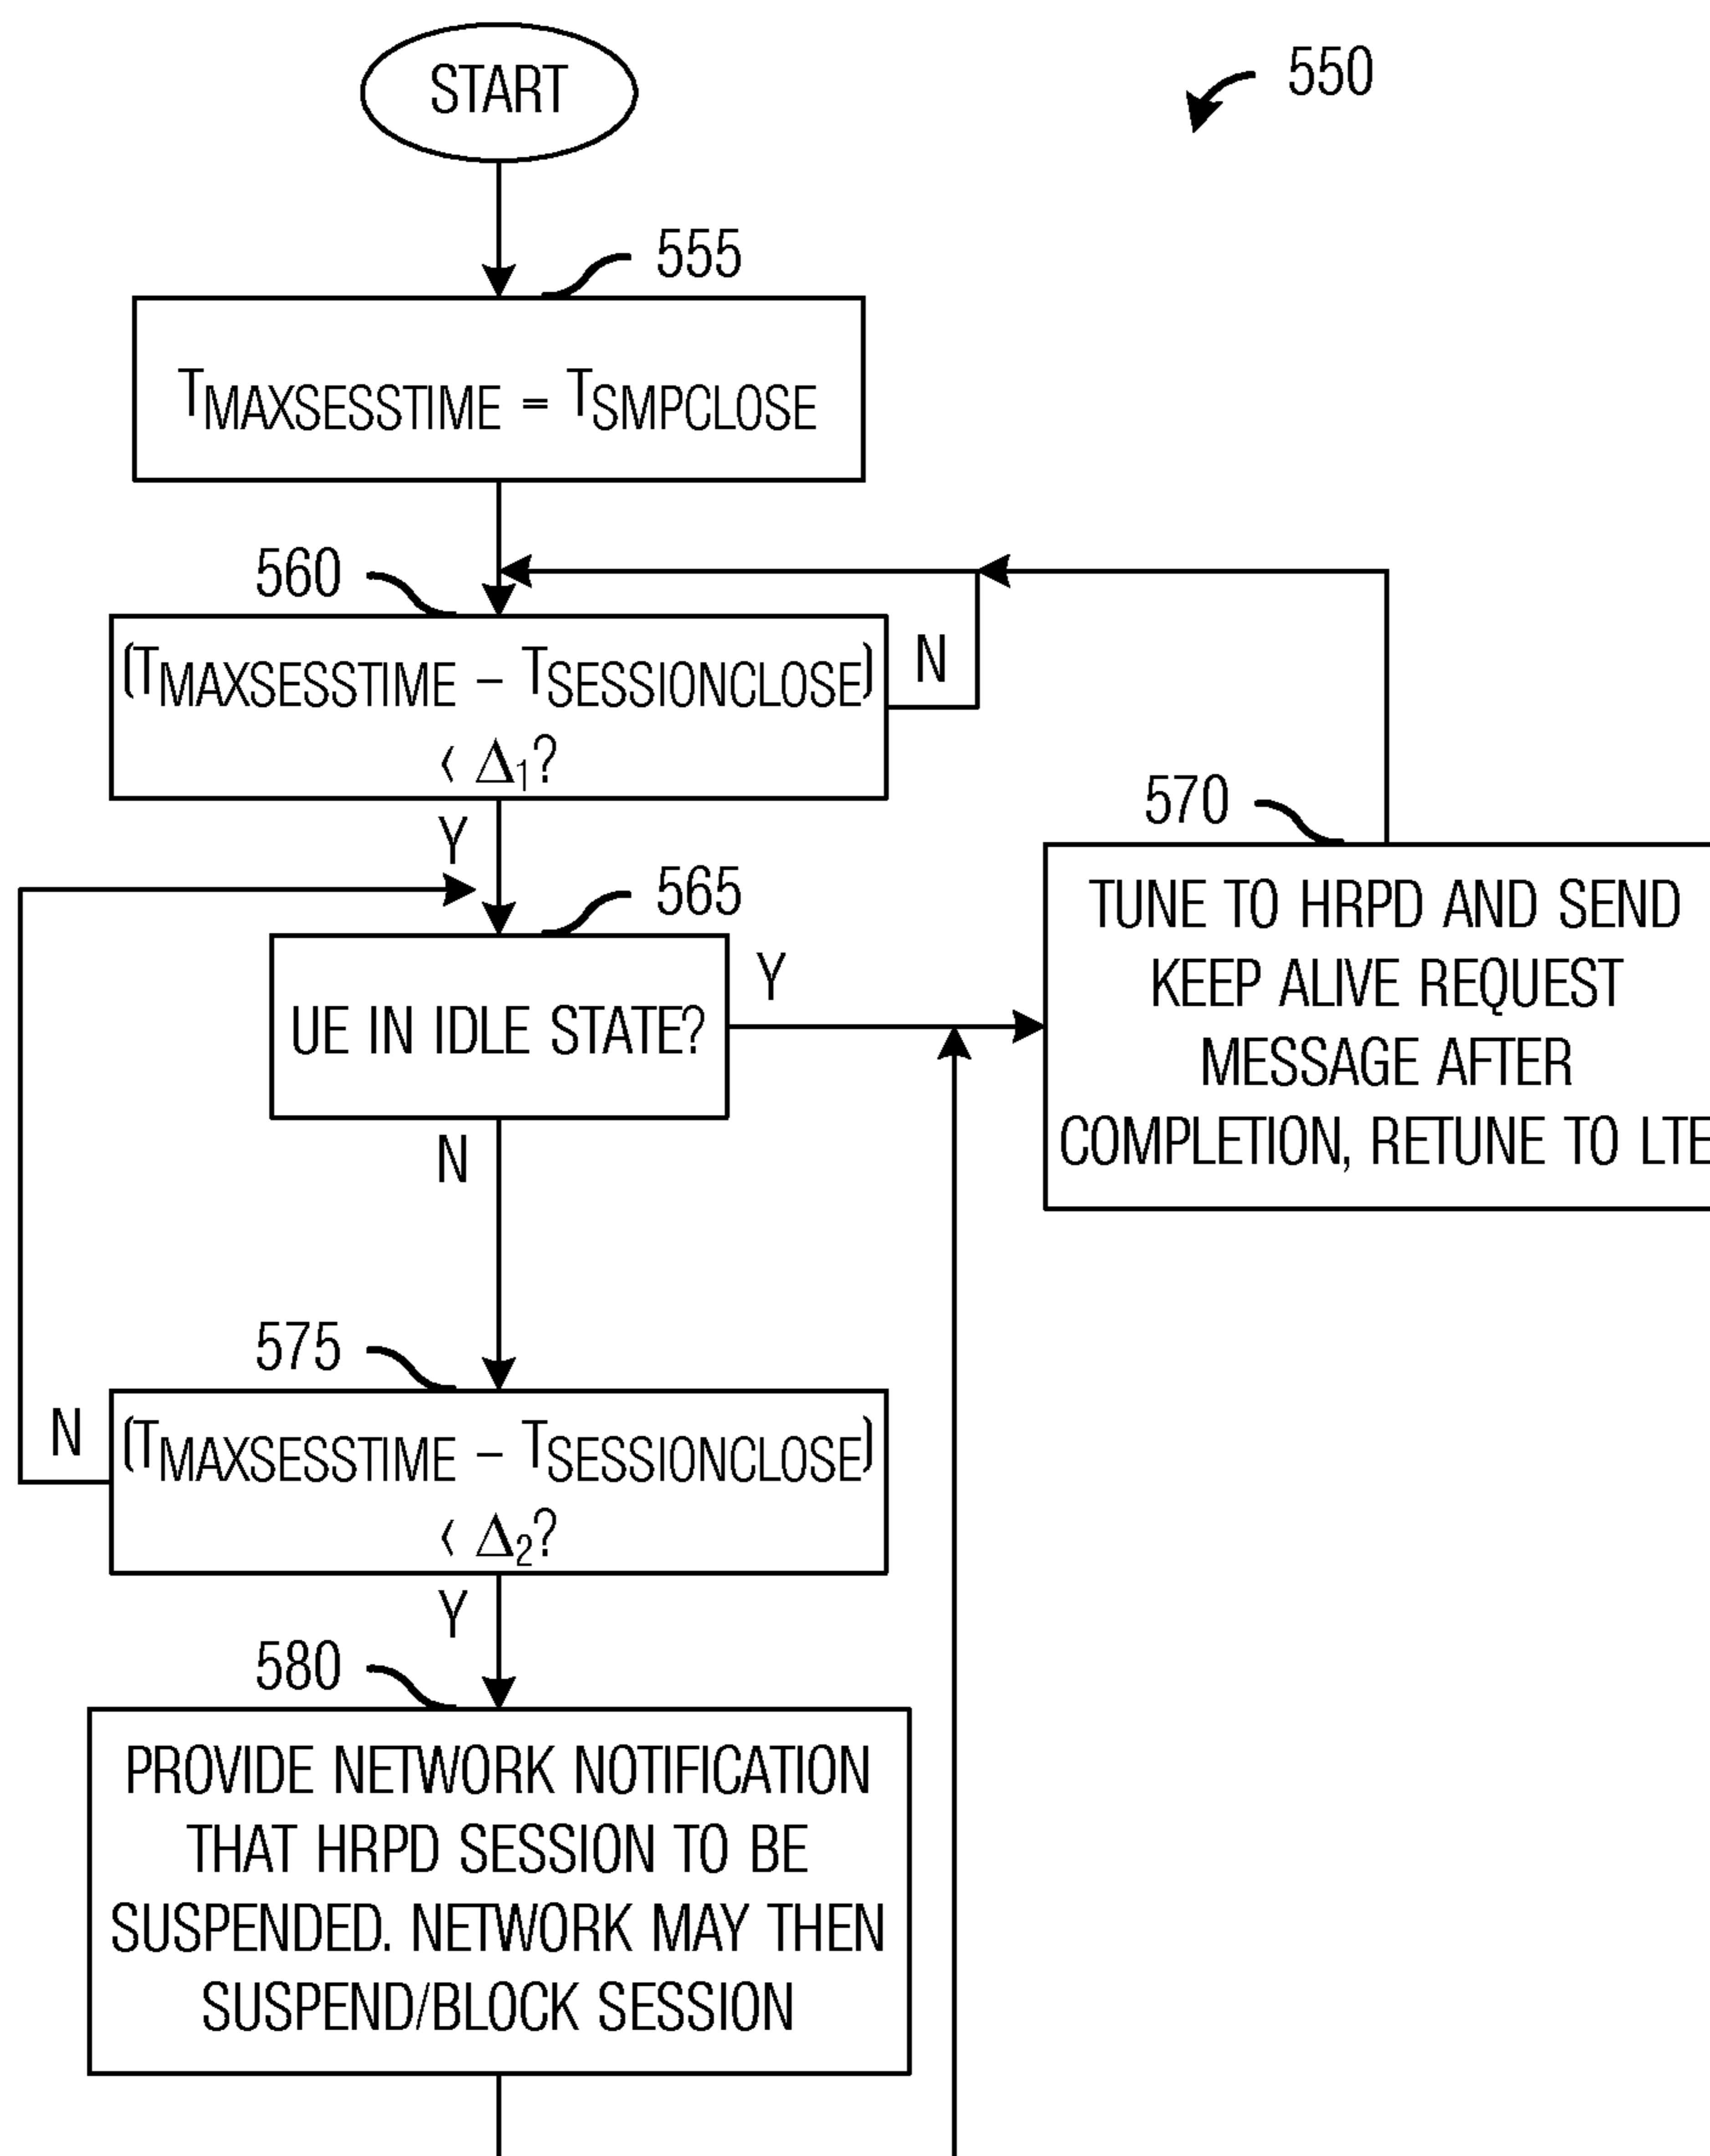 START
550
555
TMAXSESSTIME = TSMPCLOSE
560
(TMAXSESSTIME – TSESSIONCLOSE)
< Δ1?
N
Y
565
UE IN IDLE STATE?
Y
N
570
TUNE TO HRPD AND SEND
KEEP ALIVE REQUEST
MESSAGE AFTER
COMPLETION, RETUNE TO LTE
575
(TMAXSESSTIME – TSESSIONCLOSE)
< Δ2?
N
Y
580
PROVIDE NETWORK NOTIFICATION
THAT HRPD SESSION TO BE
SUSPENDED. NETWORK MAY THEN
SUSPEND/BLOCK SESSION